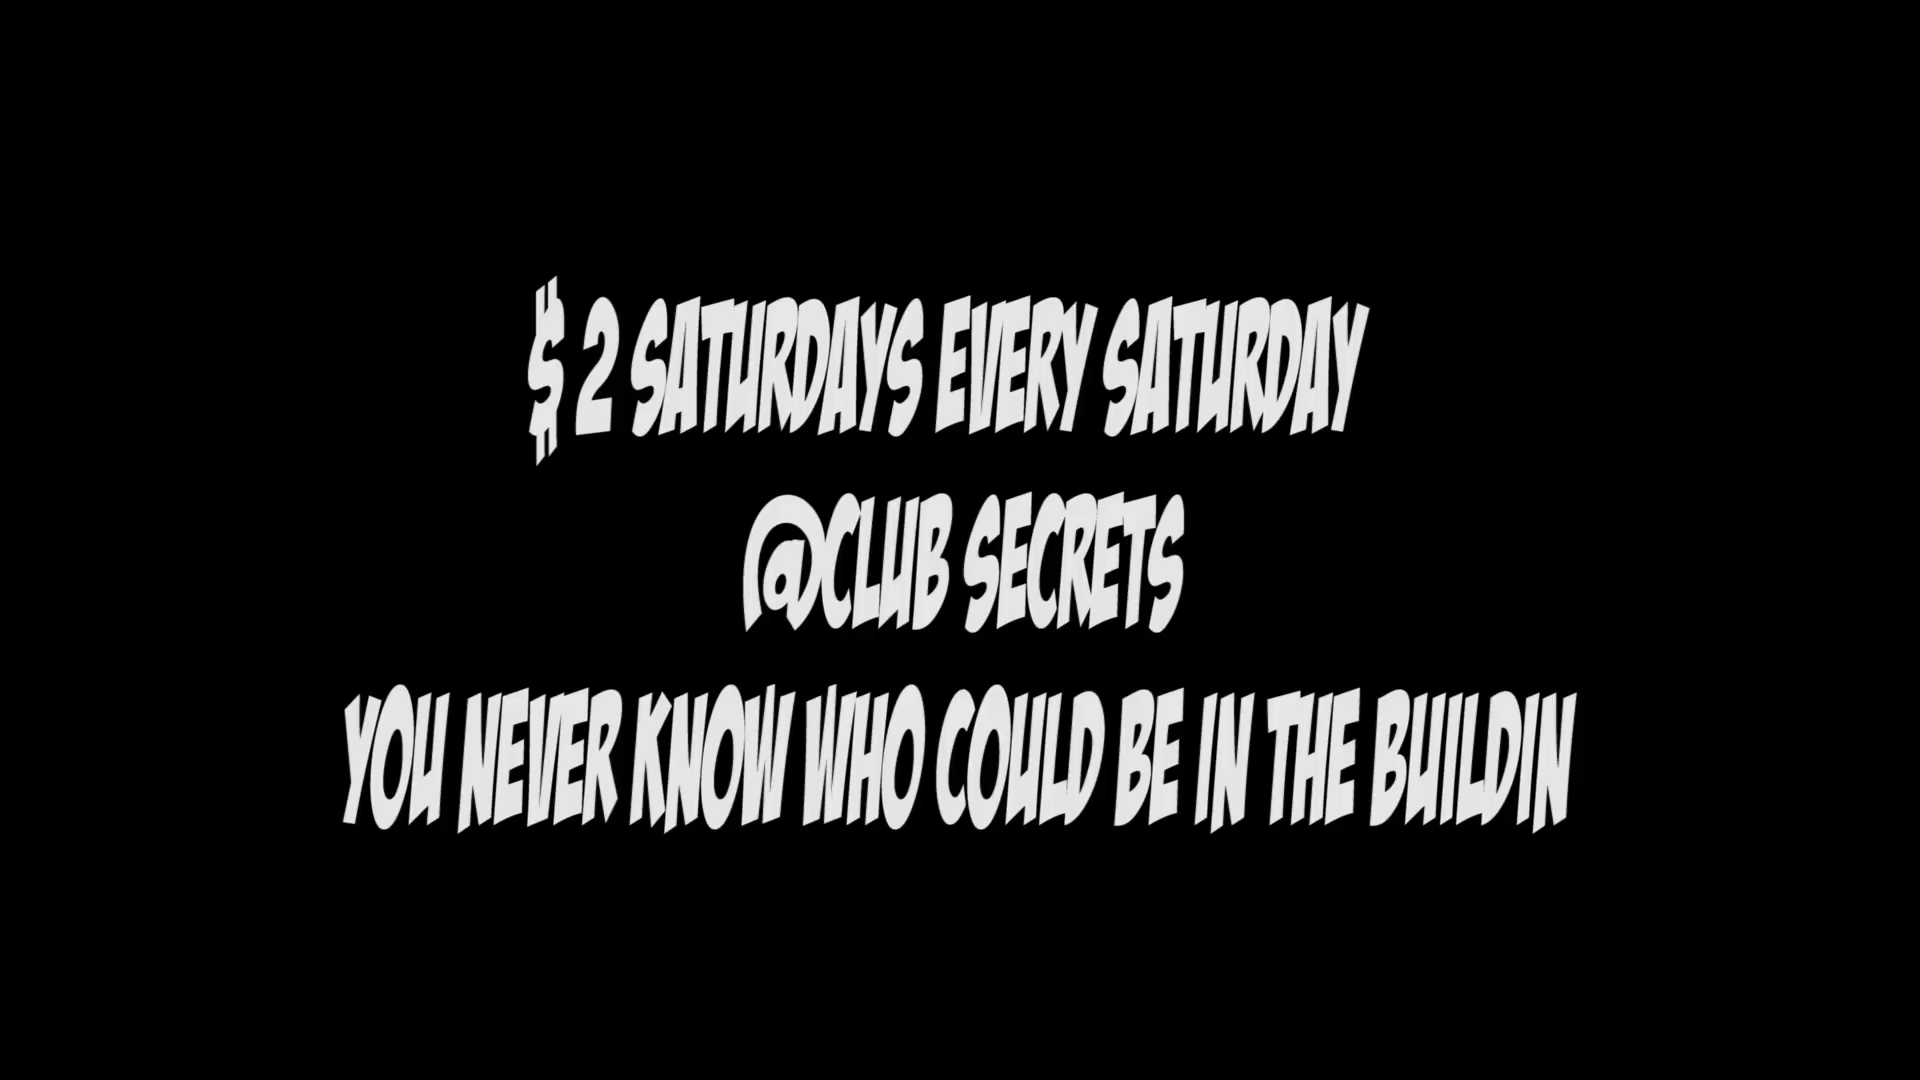 $ 2 SATURDAYS EVERY SATURDAY
@CLUB SECRETS
YOU NEVER KNOW WHO COULD BE IN THE BUILDIN